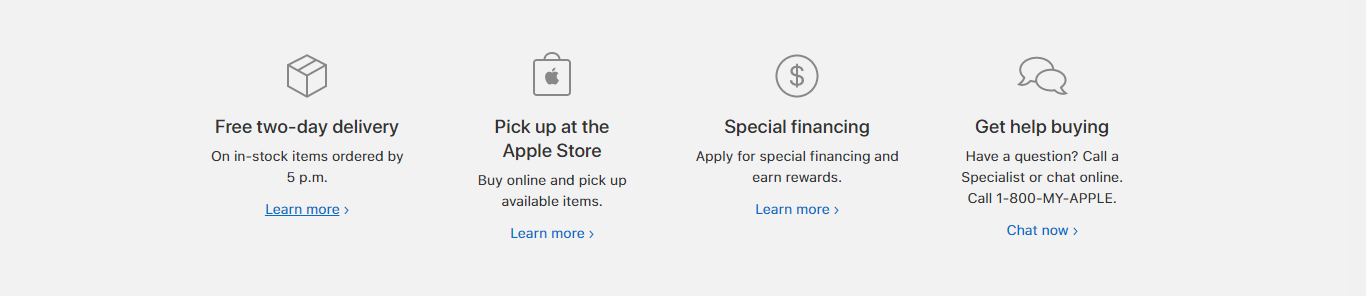 Free two-day delivery
On in-stock items ordered by
5 p.m.
Learn more ›
Pick up at the
Apple Store
Buy online and pick up
available items.
Learn more ›
$
Special financing
Apply for special financing and
earn rewards.
Learn more ›
Get help buying
Have a question? Call a
Specialist or chat online.
Call 1-800-MY-APPLE.
Chat now ›